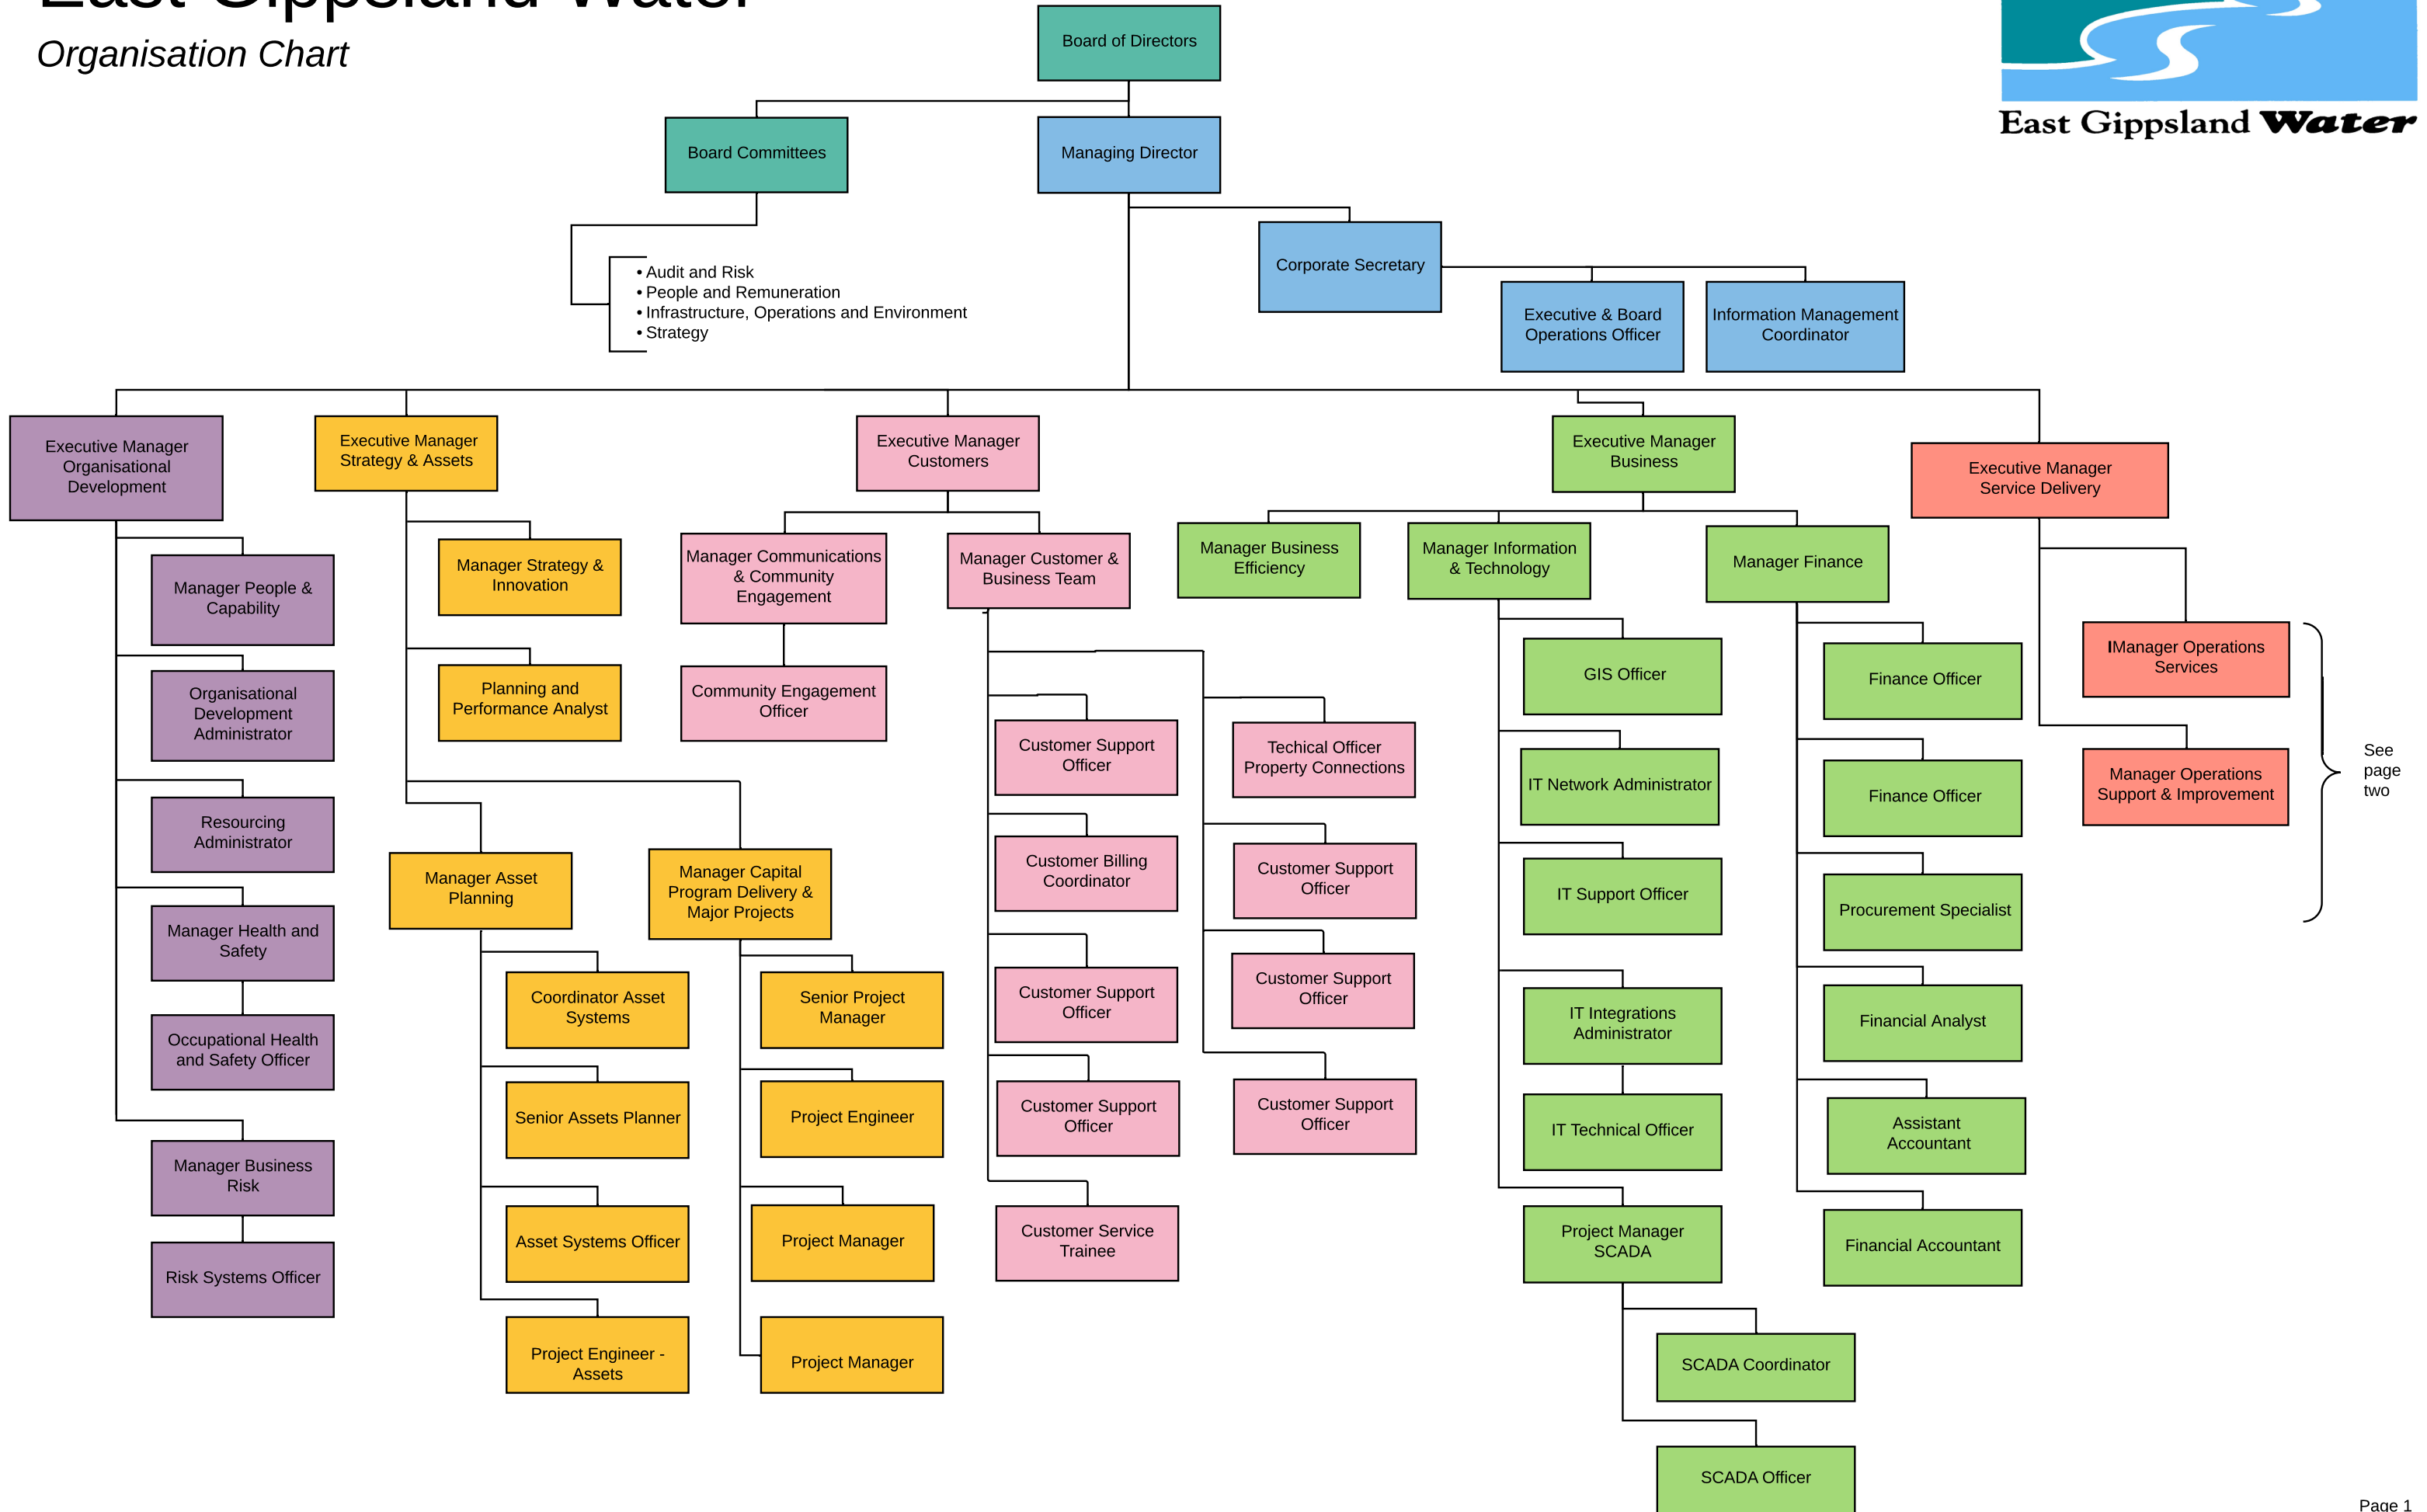 East Gippsland Water
Organisation Chart
Board of Directors
East Gippsland Water
Board Committees
Managing Director
Corporate Secretary
• Audit and Risk
• People and Remuneration
• Infrastructure, Operations and Environment
• Strategy
Executive & Board
Operations Officer
Information Management
Coordinator
Executive Manager
Organisational
Development
Executive Manager
Strategy & Assets
Executive Manager
Customers
Executive Manager
Business
Executive Manager
Service Delivery
Manager People &
Capability
Organisational
Development
Administrator
Resourcing
Administrator
Manager Health and
Safety
Occupational Health
and Safety Officer
Manager Business
Risk
Risk Systems Officer
Manager Strategy &
Innovation
Planning and
Performance Analyst
Manager Asset
Planning
Coordinator Asset
Systems
Senior Assets Planner
Asset Systems Officer
Project Engineer -
Assets
Manager Capital
Program Delivery &
Major Projects
Senior Project
Manager
Project Engineer
Project Manager
Project Manager
Manager Communications
& Community
Engagement
Community Engagement
Officer
Manager Customer &
Business Team
Customer Support
Officer
Customer Billing
Coordinator
Customer Support
Officer
Customer Support
Officer
Customer Service
Trainee
Techical Officer
Property Connections
Customer Support
Officer
Customer Support
Officer
Customer Support
Officer
Manager Business
Efficiency
Manager Information
& Technology
GIS Officer
IT Network Administrator
IT Support Officer
IT Integrations
Administrator
IT Technical Officer
Project Manager
SCADA
SCADA Coordinator
SCADA Officer
Manager Finance
Finance Officer
Finance Officer
Procurement Specialist
Financial Analyst
Assistant
Accountant
Financial Accountant
IManager Operations
Services
Manager Operations
Support & Improvement
See
page
two
Page 1